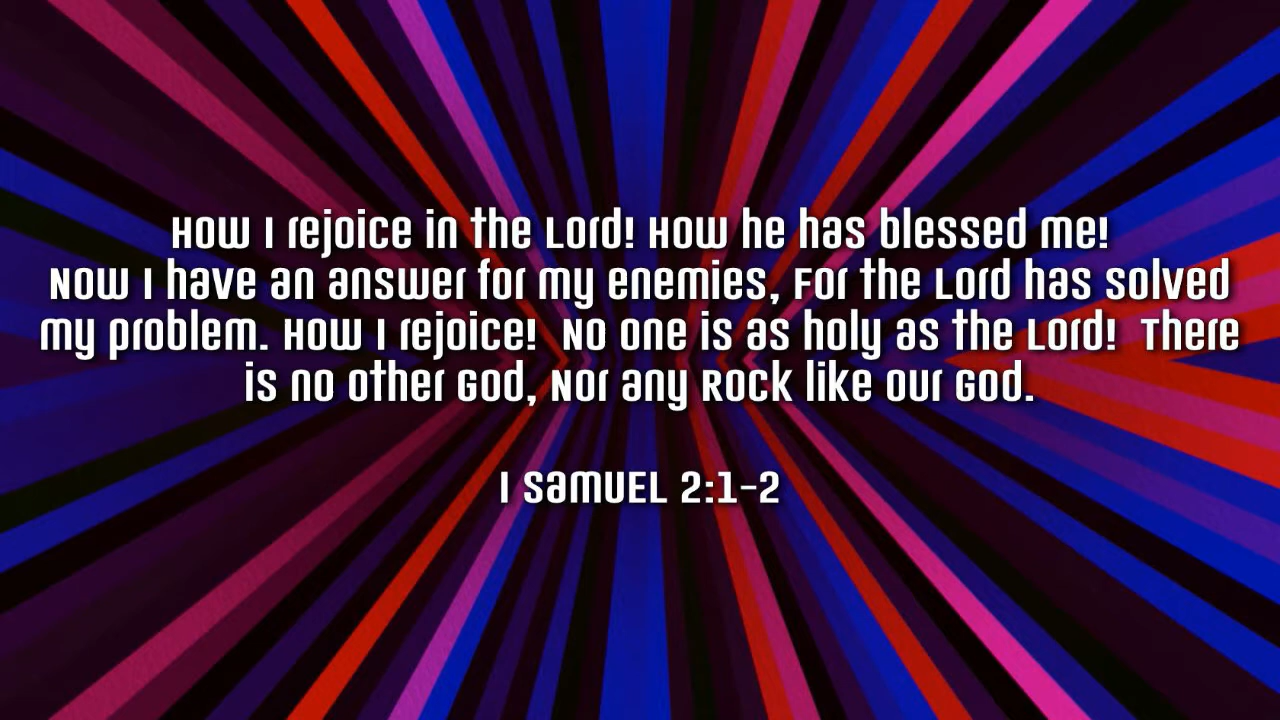 How I rejoice in the Lord! How he has blessed me!
Now I have an answer for my enemies, For the Lord has solved
my problem. How I rejoice!  No one is as holy as the Lord!  There
is no other God, Nor any Rock like our God.
I Samuel 2:1-2